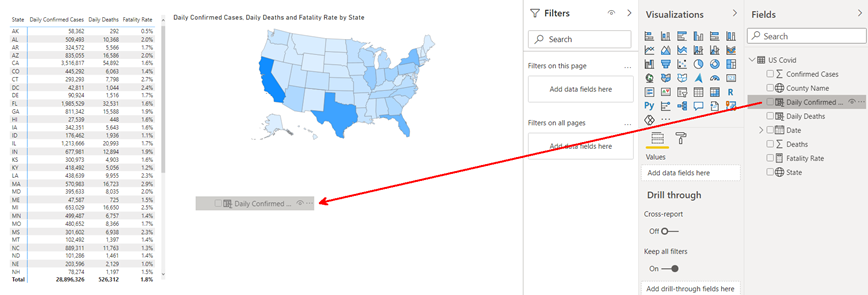 State Daily Confirmed Cases Daily Deaths Fatality Rate
AK 58,362 292 0.5%
AL 509,493 10,368 2.0%
AR 324,572 5,566 1.7%
AZ 835,055 16,586 2.0%
CA 3,516,817 54,892 1.6%
CO 445,292 6,063 1.4%
CT 293,293 7,798 2.7%
DC 42,811 1,044 2.4%
DE 90,924 1,516 1.7%
FL 1,985,529 32,531 1.6%
GA 811,342 15,588 1.9%
HI 27,539 448 1.6%
IA 342,351 5,643 1.6%
ID 176,462 1,936 1.1%
IL 1,213,666 20,993 1.7%
IN 677,981 12,894 1.9%
KS 300,973 4,903 1.6%
KY 418,492 5,056 1.2%
LA 438,639 9,955 2.3%
MA 570,983 16,723 2.9%
MD 395,633 8,035 2.0%
ME 47,587 725 1.5%
MI 653,029 16,650 2.5%
MN 499,487 6,757 1.4%
MO 480,652 8,366 1.7%
MS 301,602 6,938 2.3%
MT 102,492 1,397 1.4%
NC 889,311 11,763 1.3%
ND 101,286 1,461 1.4%
NE 203,596 2,129 1.0%
NH 78,274 1,197 1.5%
Total 28,896,326 526,312 1.8%
Daily Confirmed Cases, Daily Deaths and Fatality Rate by State
Daily Confirmed ...
Filters
Search
Filters on this page
Add data fields here
Filters on all pages
Add data fields here
Visualizations
Py
R
Values
Add data fields here
Drill through
Cross-report
Off
Keep all filters
On
Add drill-through fields here
Fields
Search
US Covid
Confirmed Cases
County Name
Daily Confirmed ...
Daily Deaths
Date
Deaths
Fatality Rate
State